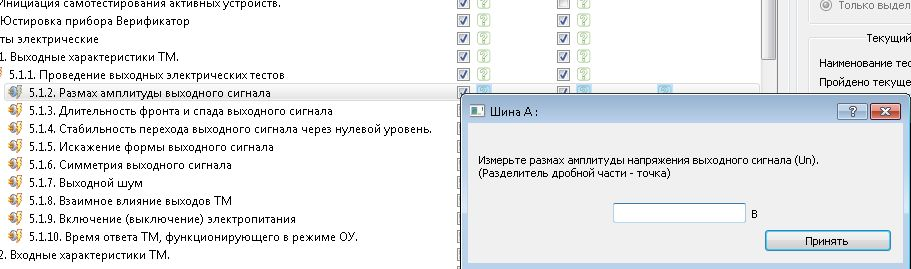 Инициация самотестирования активных устройств.
Только выдел
Юстировка прибора Верификатор
ты электрические
Текущий
1. Выходные характеристики ТМ.
Наименование тес
5.1.1. Проведение выходных электрических тестов
Пройдено текуще
5.1.2. Размах амплитуды выходного сигнала
5.1.3. Длительность фронта и спада выходного сигнала
5.1.4. Стабильность перехода выходного сигнала через нулевой уровень.
5.1.5. Искажение формы выходного сигнала
5.1.6. Симметрия выходного сигнала
5.1.7. Выходной шум
5.1.8. Взаимное влияние выходов ТМ
5.1.9. Включение (выключение) электропитания
5.1.10. Время ответа ТМ, функционирующего в режиме ОУ.
2. Входные характеристики ТМ.
Шина А :
Измерьте размах амплитуды напряжения выходного сигнала (Un).
(Разделитель дробной части - точка)
В
Принять